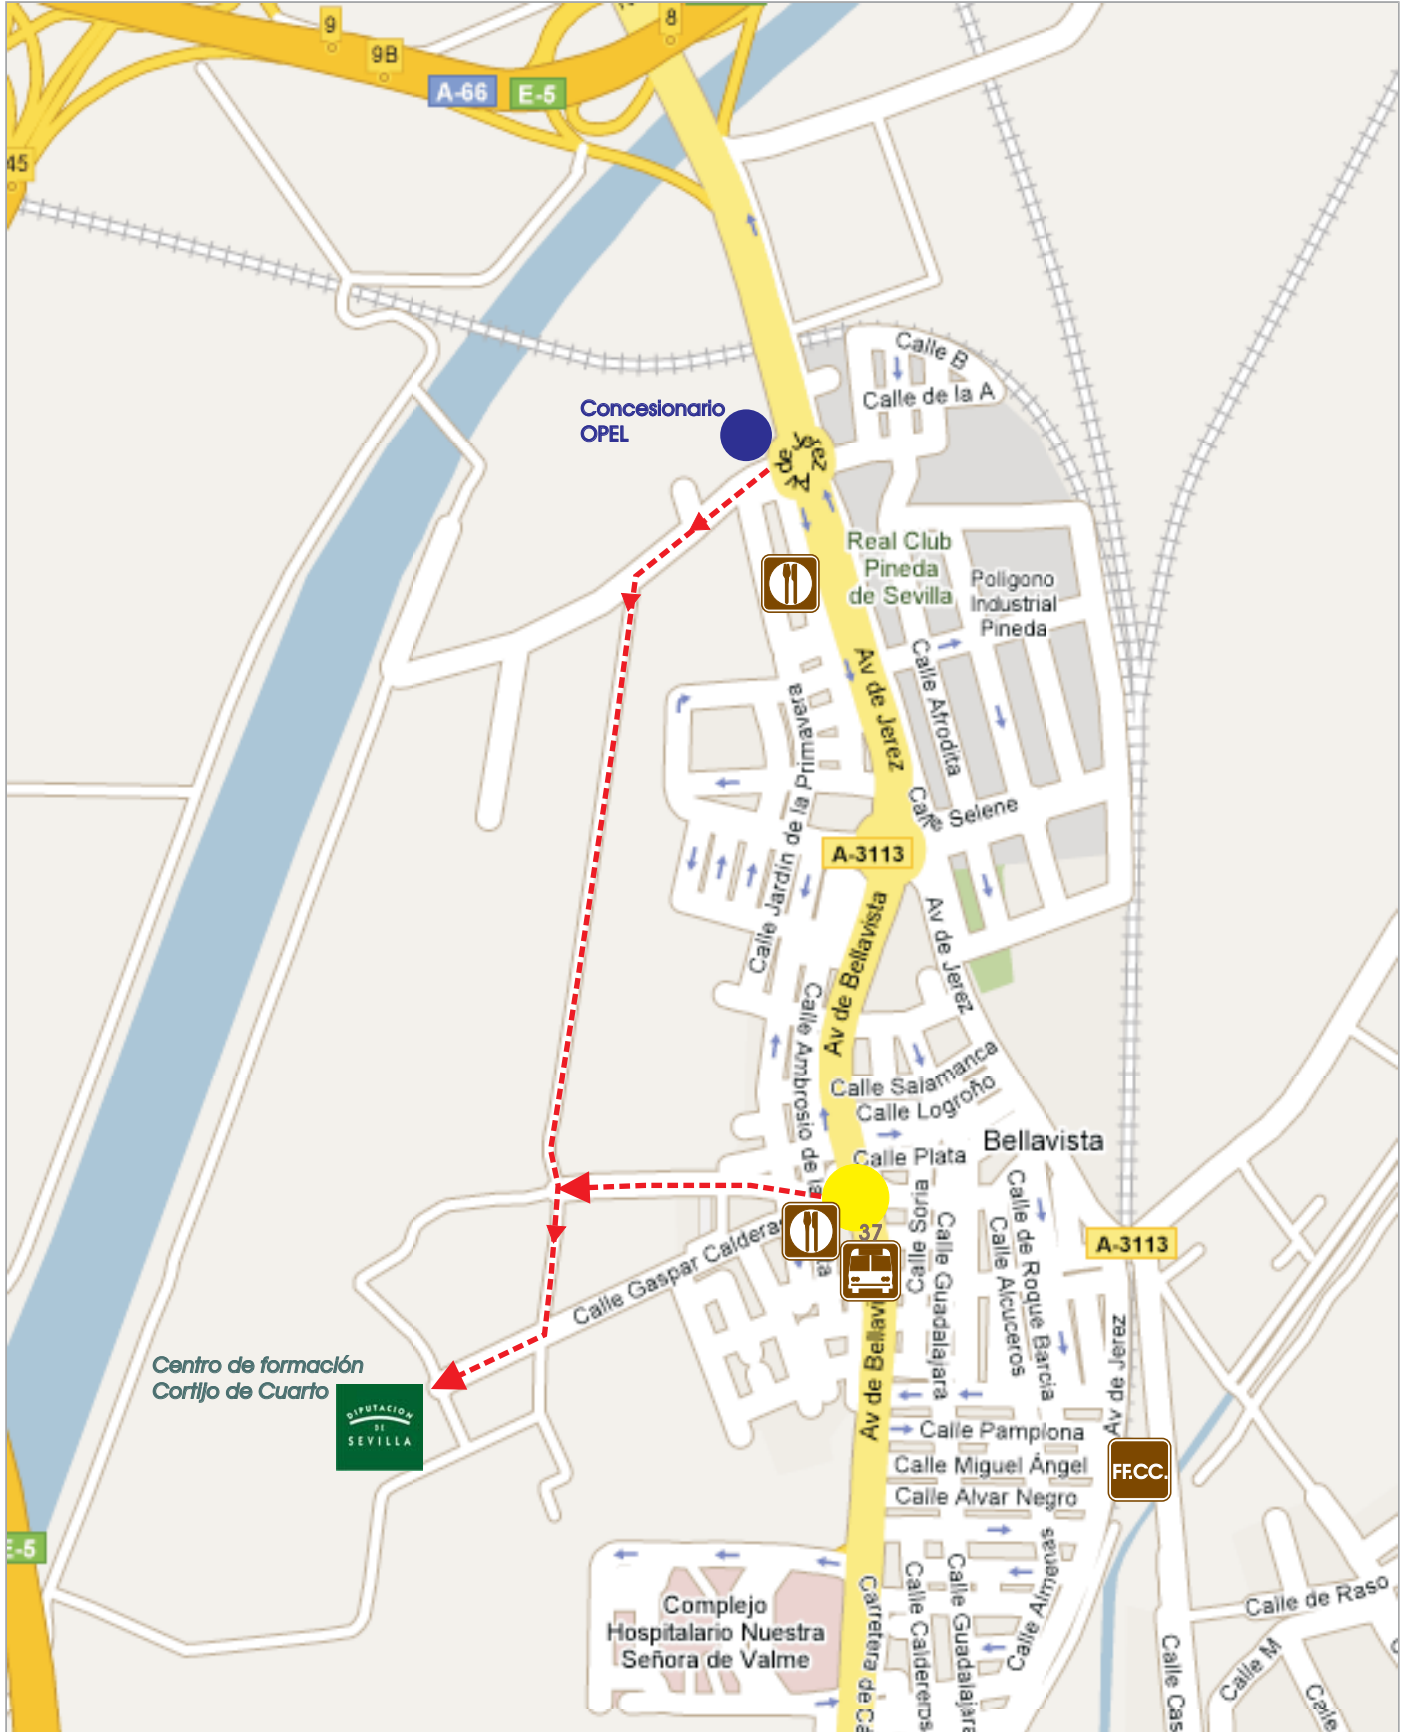 9
8
9B
A-66
E-5
45
Calle B
Calle de la A
Concesionario
OPEL
Av de Jerez
Real Club
Pineda
de Sevilla
Poligono
Industrial
Pineda
Av de Jerez
Calle Afrodita
Calle Jardín de la Primavera
Selene
A-3113
Av de Bellavista
Av de Jerez
Calle Ambrosio de la
Calle Salamanca
Calle Logroño
Bellavista
Calle Plata
37
Calle Soria
Calle Guadalajara
Calle Alcuceros
Calle de Roque Barcia
A-3113
Calle Gaspar Calderas
Av de Bellav
Av de Jerez
Centro de formación
Cortijo de Cuarto
DIPUTACION
DE
SEVILLA
Calle Pamplona
Calle Miguel Ángel
Calle Alvar Negro
FF.CC.
E-5
Complejo
Hospitalario Nuestra
Señora de Valme
Carretera de Ca
Calle Caldereros
Calle Guadalajara
Calle Almenas
Calle de Raso
Calle M
Calle Cas
Calle